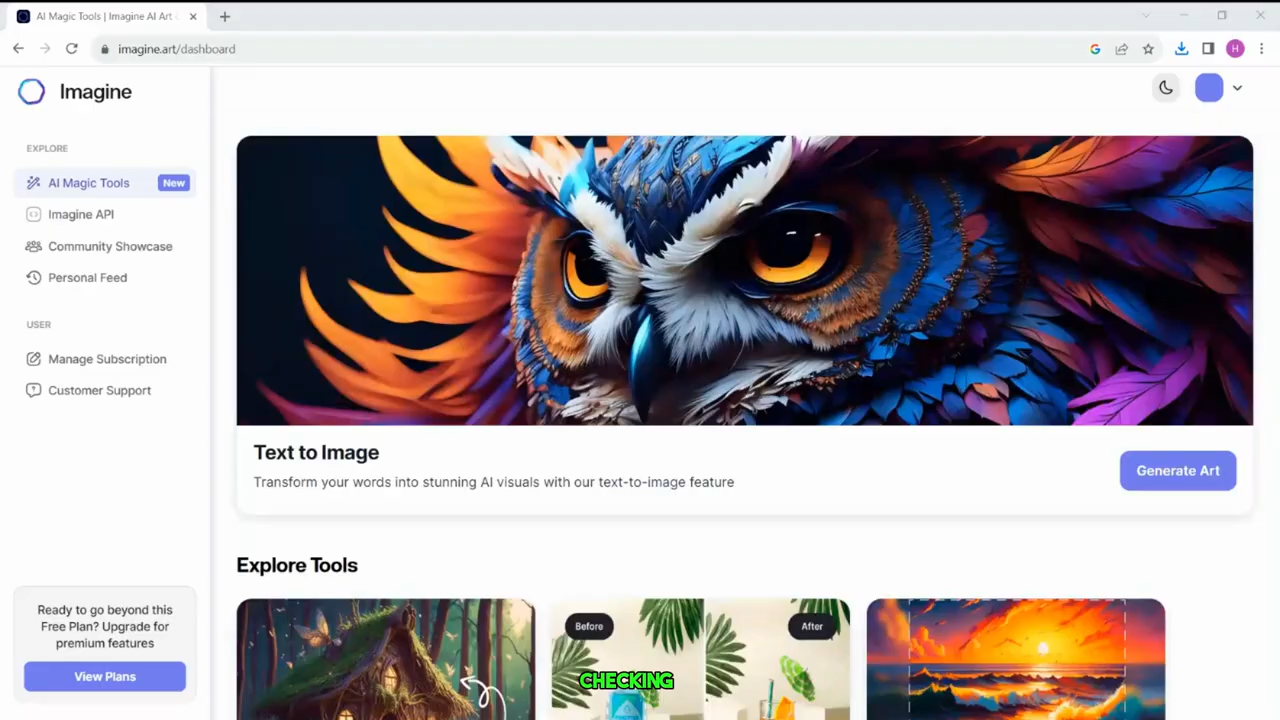 AI Magic Tools | Imagine AI Art
imagine.art/dashboard
H
Imagine
EXPLORE
AI Magic Tools
New
Imagine API
Community Showcase
Personal Feed
USER
Manage Subscription
Customer Support
Ready to go beyond this
Free Plan? Upgrade for
premium features
View Plans
Text to Image
Transform your words into stunning AI visuals with our text-to-image feature
Generate Art
Explore Tools
Before
After
CHECKING